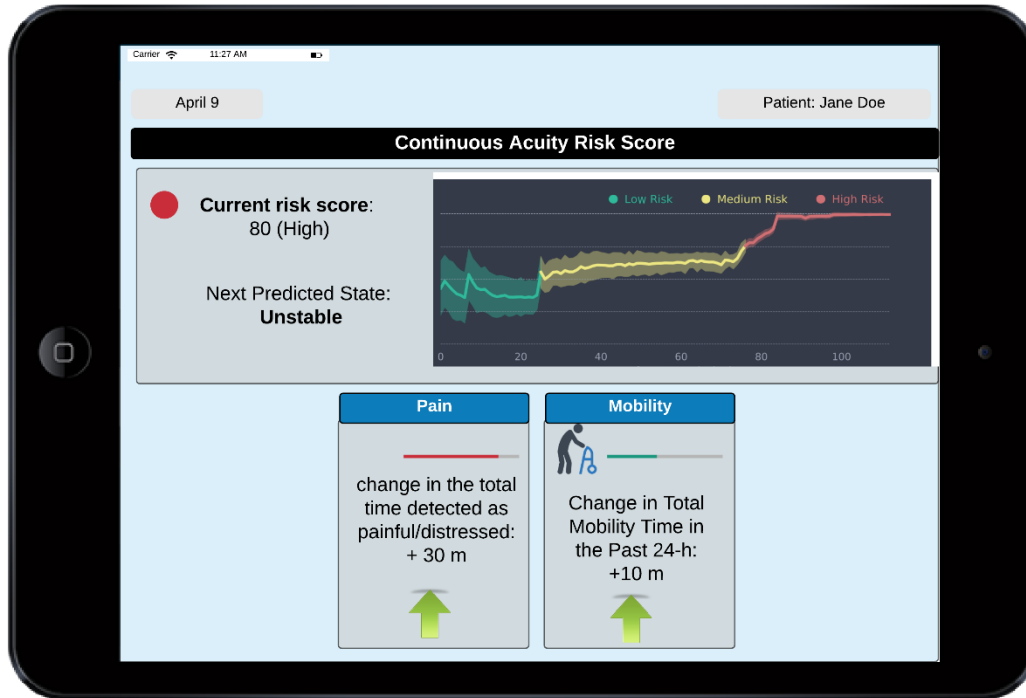 Carrier 11:27 AM
April 9 Patient: Jane Doe
Continuous Acuity Risk Score
Current risk score:
80 (High)
Next Predicted State:
Unstable
Low Risk Medium Risk High Risk
0 20 40 60 80 100
Pain
change in the total
time detected as
painful/distressed:
+ 30 m
Mobility
Change in Total
Mobility Time in
the Past 24-h:
+10 m